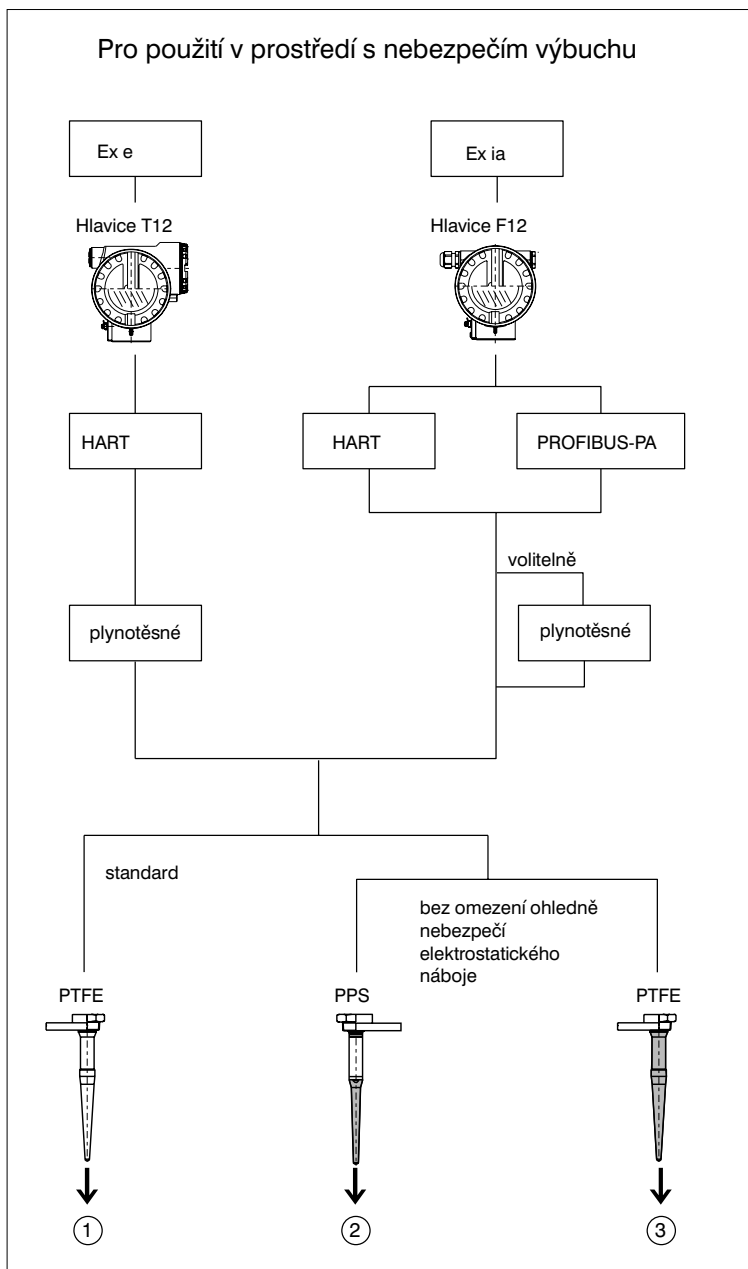 Pro použití v prostředí s nebezpečím výbuchu
Ex e
Ex ia
Hlavice T12
Hlavice F12
HART
HART
PROFIBUS-PA
volitelně
plynotěsné
plynotěsné
standard
bez omezení ohledně
nebezpečí
elektrostatického
náboje
PTFE
PPS
PTFE
1
2
3